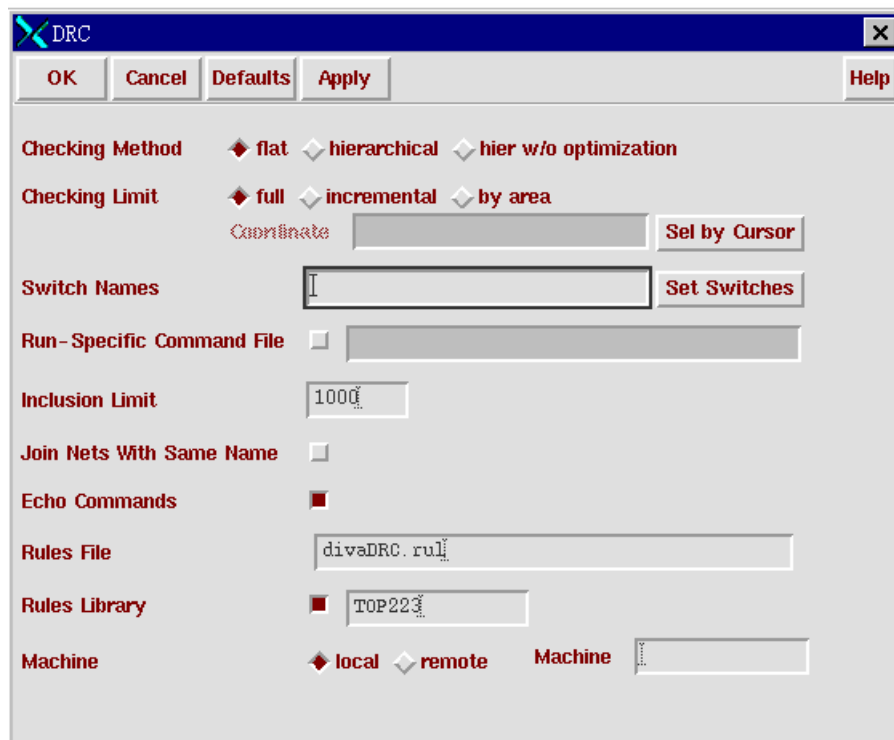 DRC
OK Cancel Defaults Apply Help
Checking Method flat hierarchical hier w/o optimization
Checking Limit full incremental by area
Coordinate Sel by Cursor
Switch Names Set Switches
Run-Specific Command File
Inclusion Limit 1000
Join Nets With Same Name
Echo Commands
Rules File divaDRC.rul
Rules Library TOP223
Machine local remote Machine